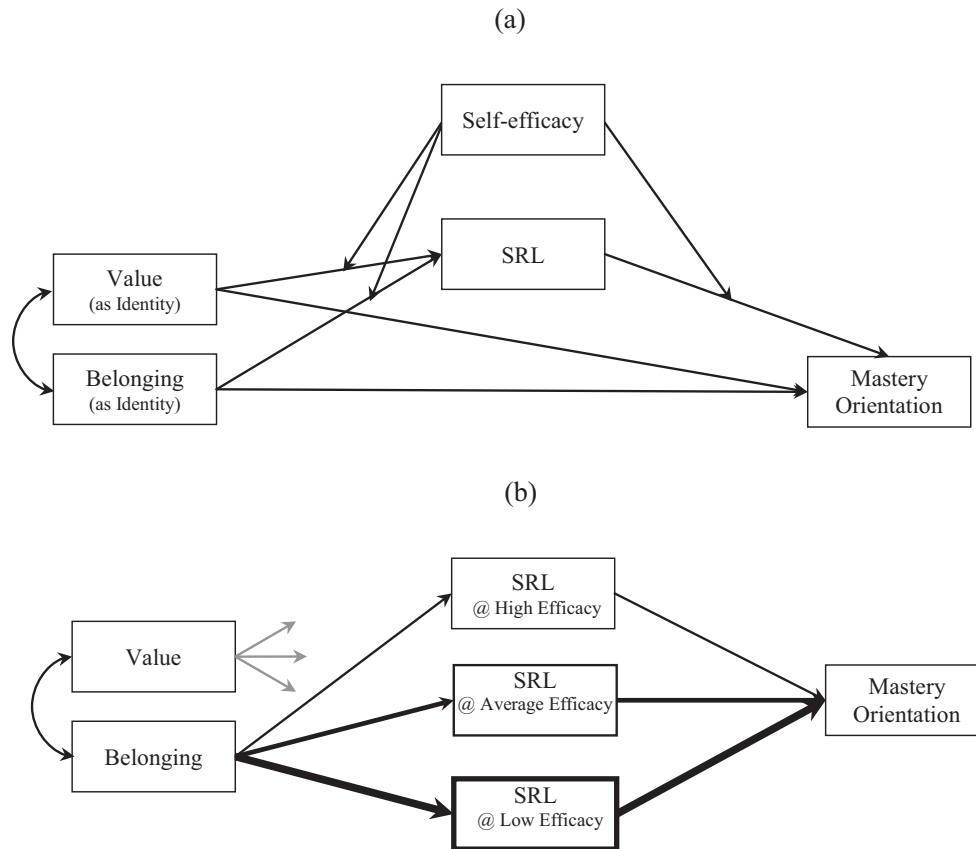 (a)
Self-efficacy
SRL
Value
(as Identity)
Belonging
(as Identity)
Mastery
Orientation
(b)
SRL
@ High Efficacy
Value
SRL
@ Average Efficacy
Mastery
Orientation
Belonging
SRL
@ Low Efficacy